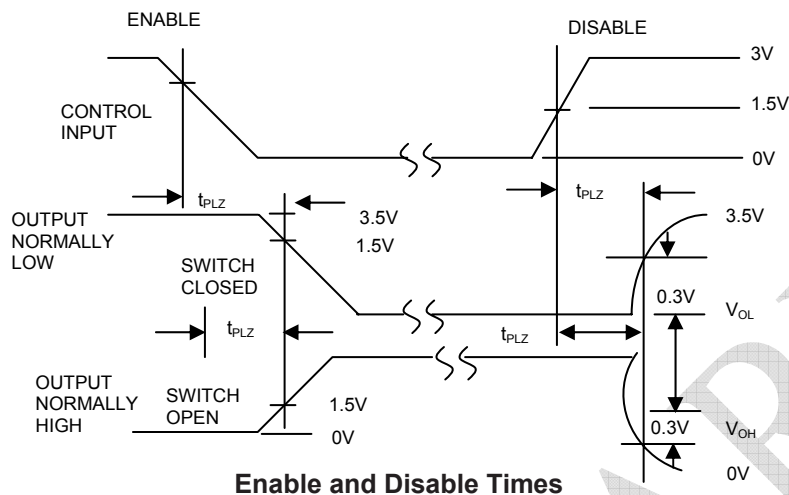 ENABLE
DISABLE
3V
1.5V
0V
CONTROL
INPUT
tPLZ
tPLZ
OUTPUT
NORMALLY
LOW
3.5V
1.5V
3.5V
SWITCH
CLOSED
0.3V
VOL
tPLZ
tPLZ
OUTPUT
NORMALLY
HIGH
SWITCH
OPEN
1.5V
0V
0.3V
VOH
0V
Enable and Disable Times